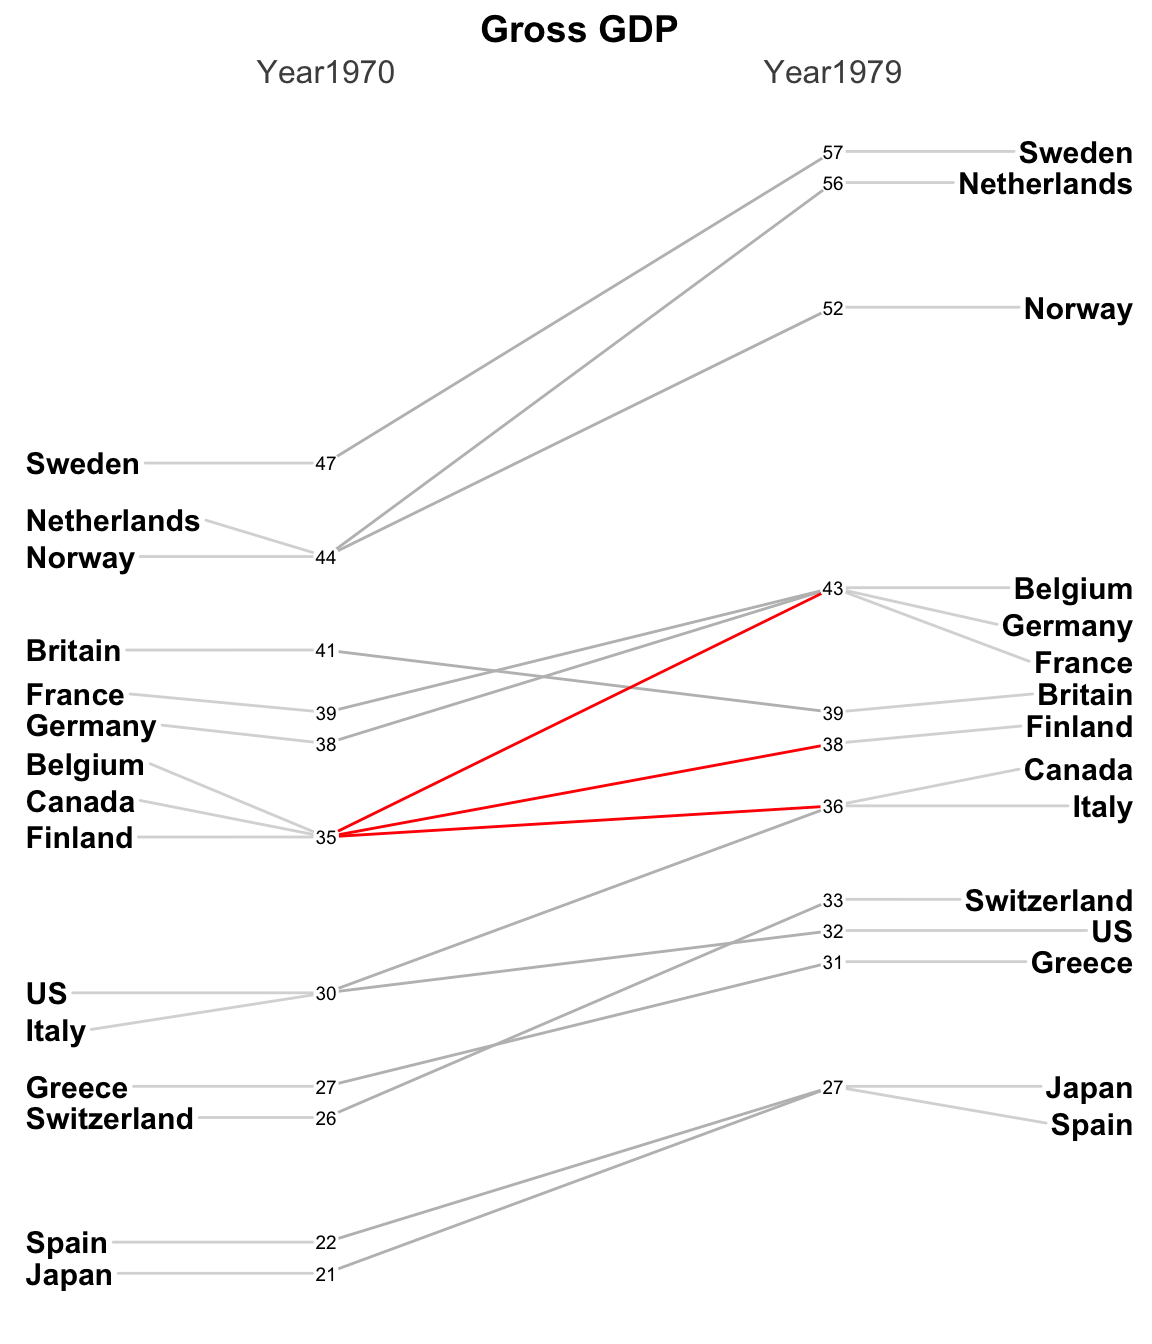 Gross GDP
Year1970 Year1979
57 Sweden
56 Netherlands
52 Norway
Sweden 47
Netherlands
Norway 44
43 Belgium
Germany
Britain 41
France
France 39
Britain
39
Germany 38
Finland
38
Belgium
Canada
Canada
36 Italy
Finland 35
33 Switzerland
32 US
31 Greece
US 30
Italy
Greece 27
27 Japan
Switzerland 26
Spain
Spain 22
Japan 21